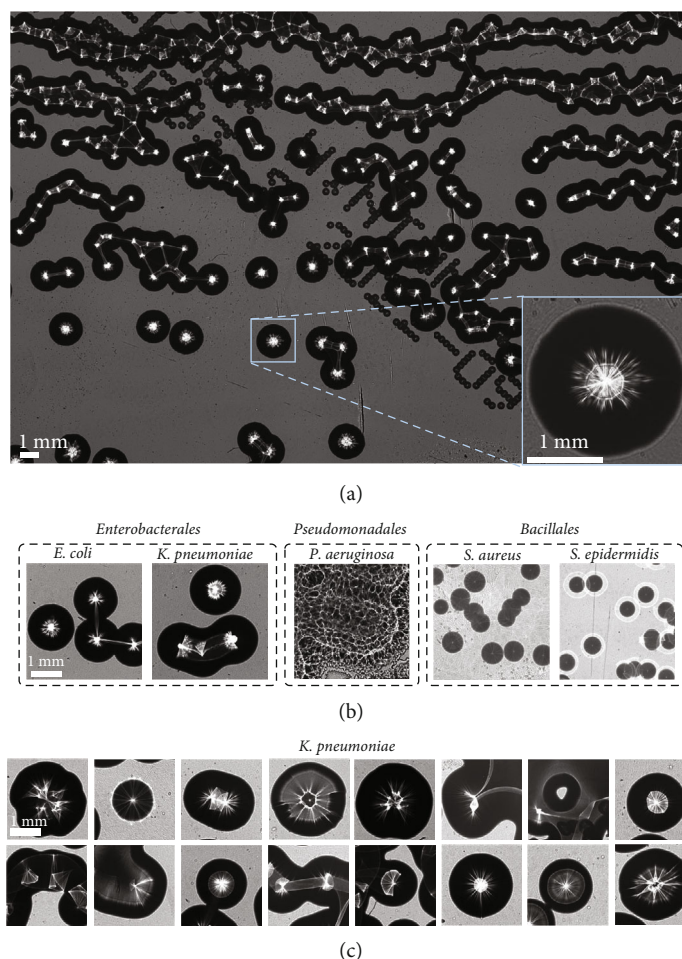 1 mm
1 mm
(a)
Enterobacterales
Pseudomonadales
Bacillales
E. coli
K. pneumoniae
P. aeruginosa
S. aureus
S. epidermidis
1 mm
(b)
K. pneumoniae
1 mm
(c)